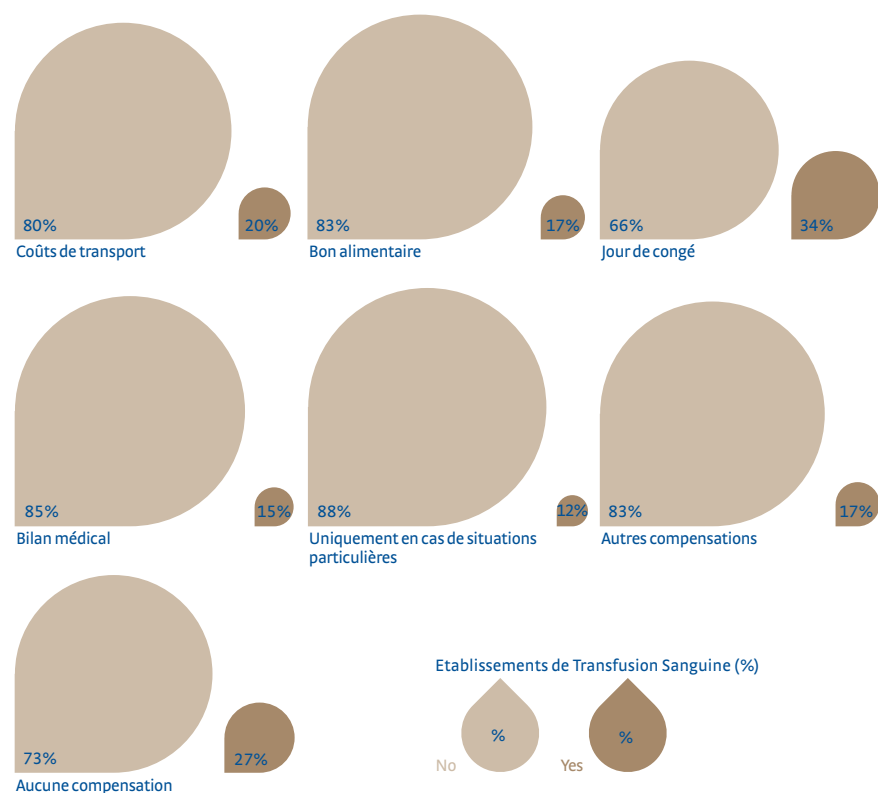 80%
20%
Coûts de transport
83%
17%
Bon alimentaire
66%
34%
Jour de congé
85%
15%
Bilan médical
88%
12%
Uniquement en cas de situations
particulières
83%
17%
Autres compensations
73%
27%
Aucune compensation
Etablissements de Transfusion Sanguine (%)
No
%
Yes
%